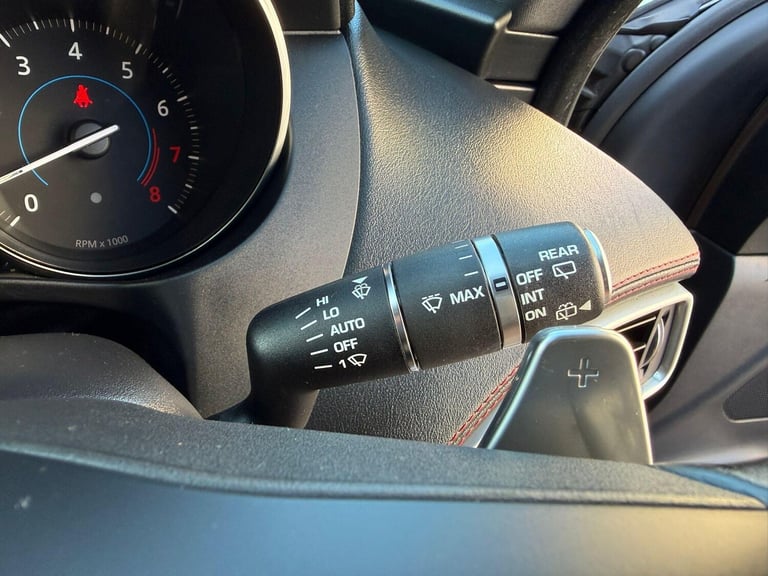 3
4
5
6
7
8
0
RPM x 1000
HI
LO
AUTO
OFF
1
MAX
REAR
OFF
INT
ON
+